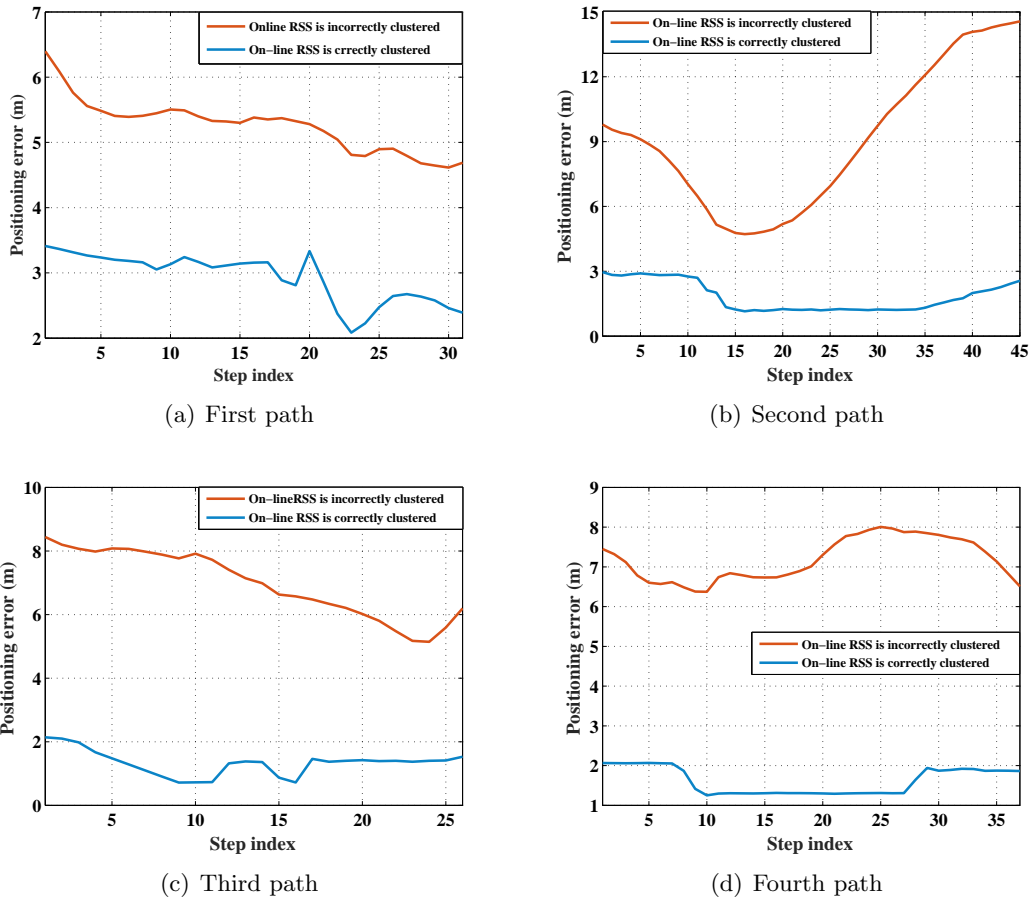 7
6
5
4
3
2
Positioning error (m)
Online RSS is incorrectly clustered
On-line RSS is crrectly clustered
5 10 15 20 25 30
Step index
(a) First path
15
12
9
6
3
0
Positioning error (m)
On-line RSS is incorrectly clustered
On-line RSS is correctly clustered
5 10 15 20 25 30 35 40 45
Step index
(b) Second path
10
8
6
4
2
0
Positioning error (m)
On-lineRSS is incorrectly clustered
On-line RSS is correctly clustered
5 10 15 20 25
Step index
(c) Third path
9
8
7
6
5
4
3
2
1
Positioning error (m)
On-line RSS is incorrectly clustered
On-line RSS is correctly clustered
5 10 15 20 25 30 35
Step index
(d) Fourth path